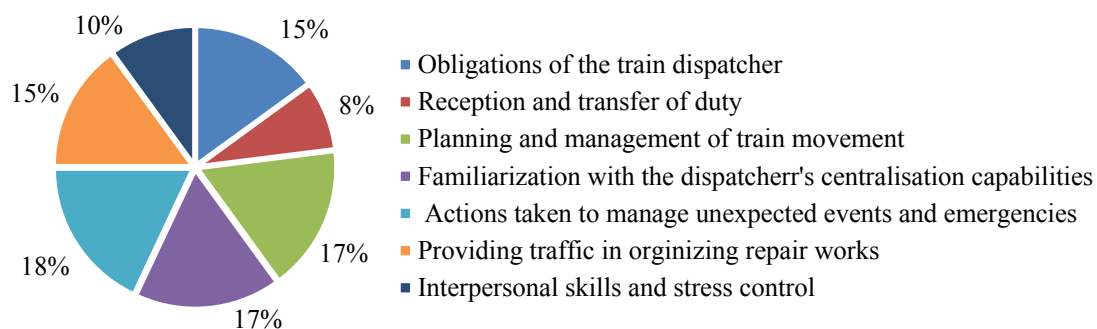 10%
15%
15%
8%
17%
17%
18%
Obligations of the train dispatcher
Reception and transfer of duty
Planning and management of train movement
Familiarization with the dispatcherr's centralisation capabilities
Actions taken to manage unexpected events and emergencies
Providing traffic in orginizing repair works
Interpersonal skills and stress control